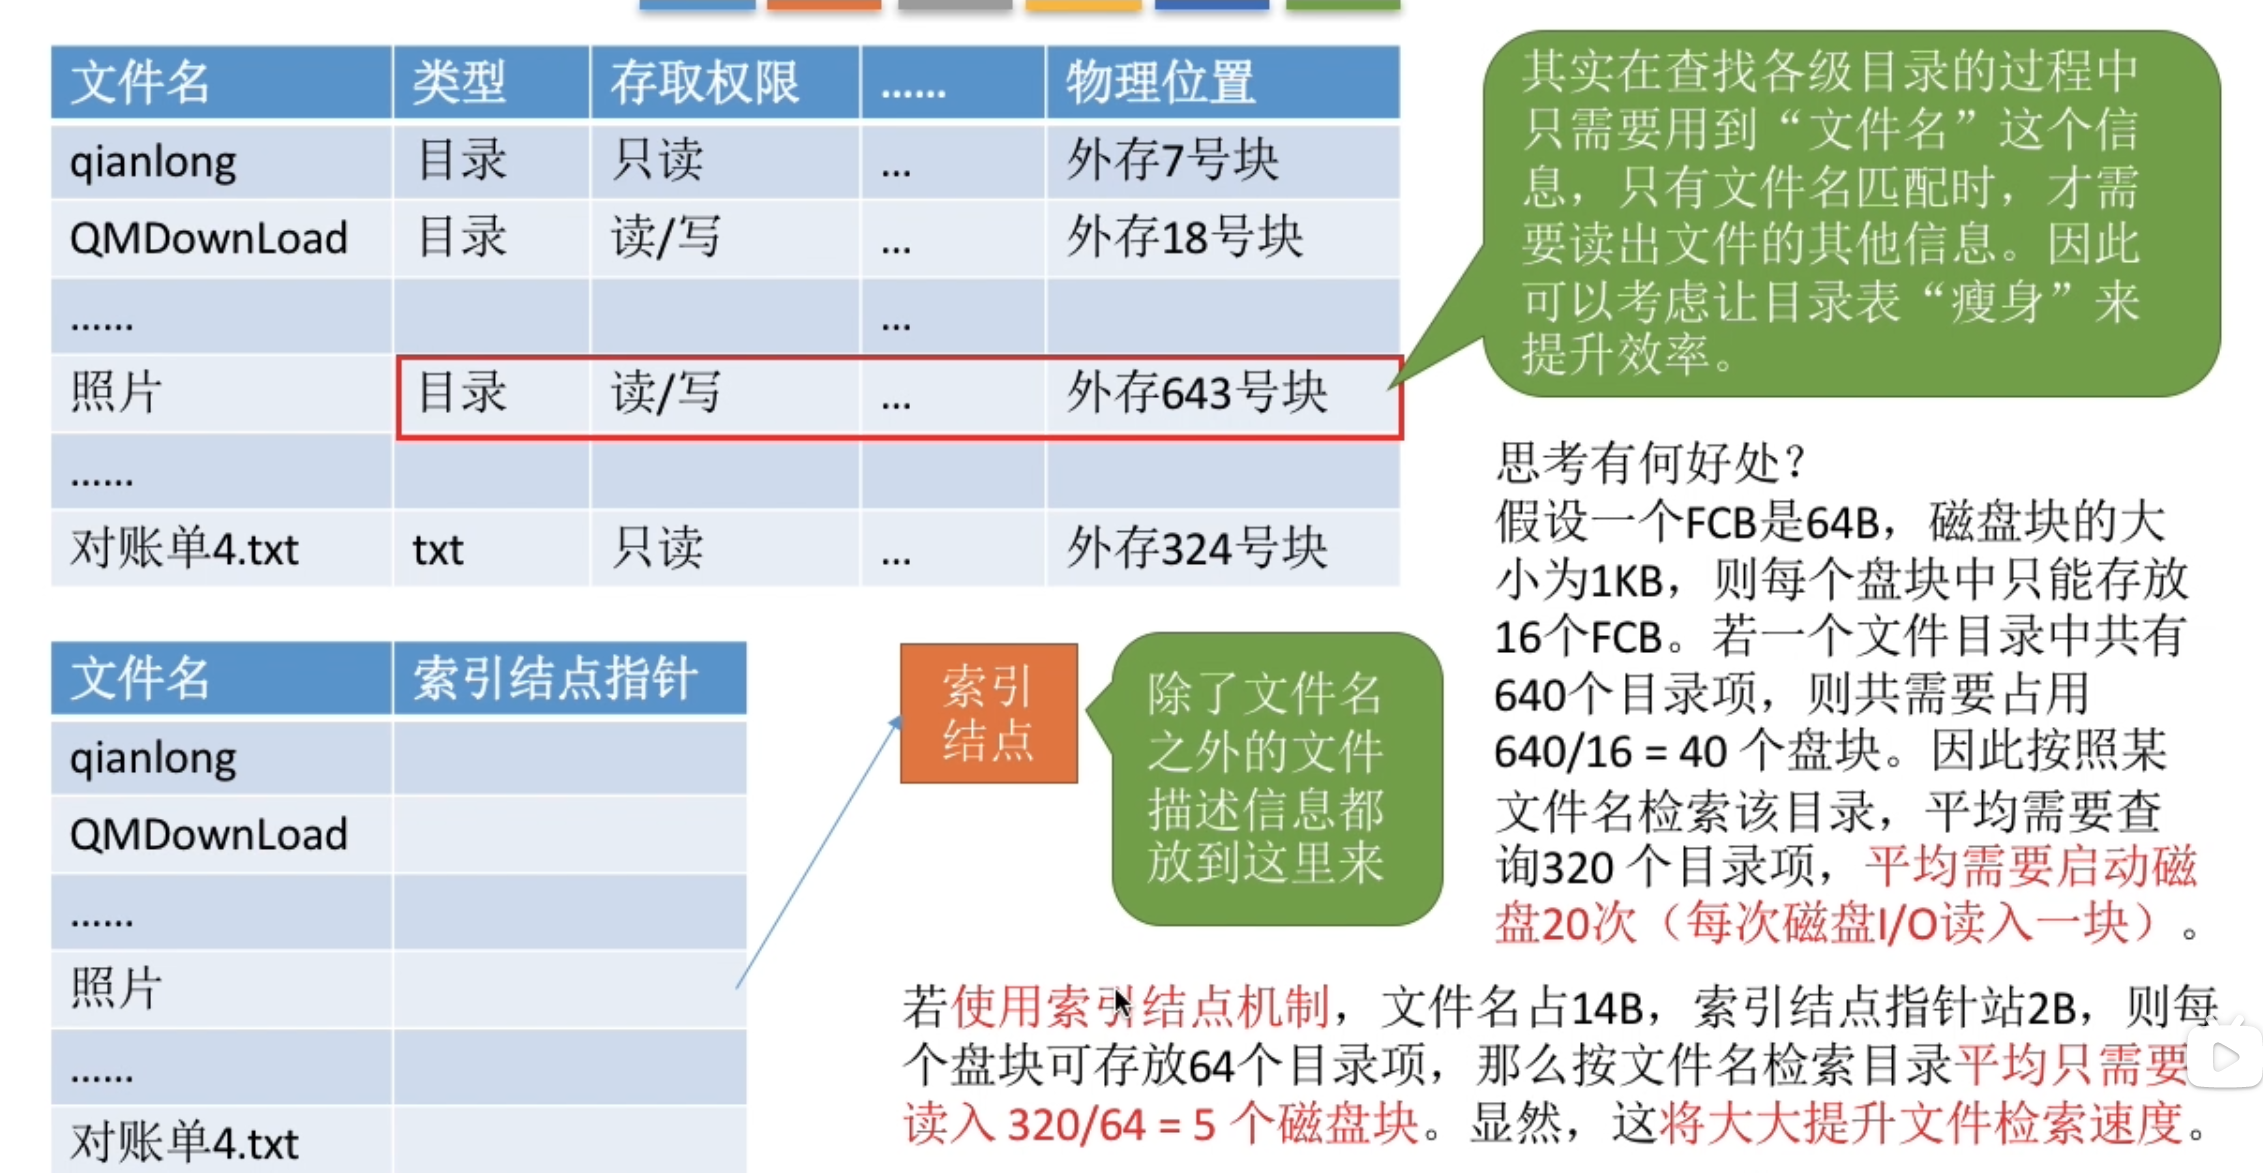 文件名 类型 存取权限 …… 物理位置
qianlong 目录 只读 … 外存7号块
QMDownLoad 目录 读/写 … 外存18号块
…… …
照片 目录 读/写 … 外存643号块
……
对账单4.txt txt 只读 … 外存324号块
其实在查找各级目录的过程中
只需要用到“文件名”这个信
息，只有文件名匹配时，才需
要读出文件的其他信息。因此
可以考虑让目录表“瘦身”来
提升效率。
思考有何好处？
假设一个FCB是64B，磁盘块的大
小为1KB，则每个盘块中只能存放
16个FCB。若一个文件目录中共有
640个目录项，则共需要占用
640/16 = 40 个盘块。因此按照某
文件名检索该目录，平均需要查
询320 个目录项，平均需要启动磁
盘20次（每次磁盘I/O读入一块）。
文件名 索引结点指针
qianlong
QMDownLoad
……
照片
……
对账单4.txt
索引
结点
除了文件名
之外的文件
描述信息都
放到这里来
若使用索引结点机制，文件名占14B，索引结点指针站2B，则每
个盘块可存放64个目录项，那么按文件名检索目录平均只需要
读入 320/64 = 5 个磁盘块。显然，这将大大提升文件检索速度。